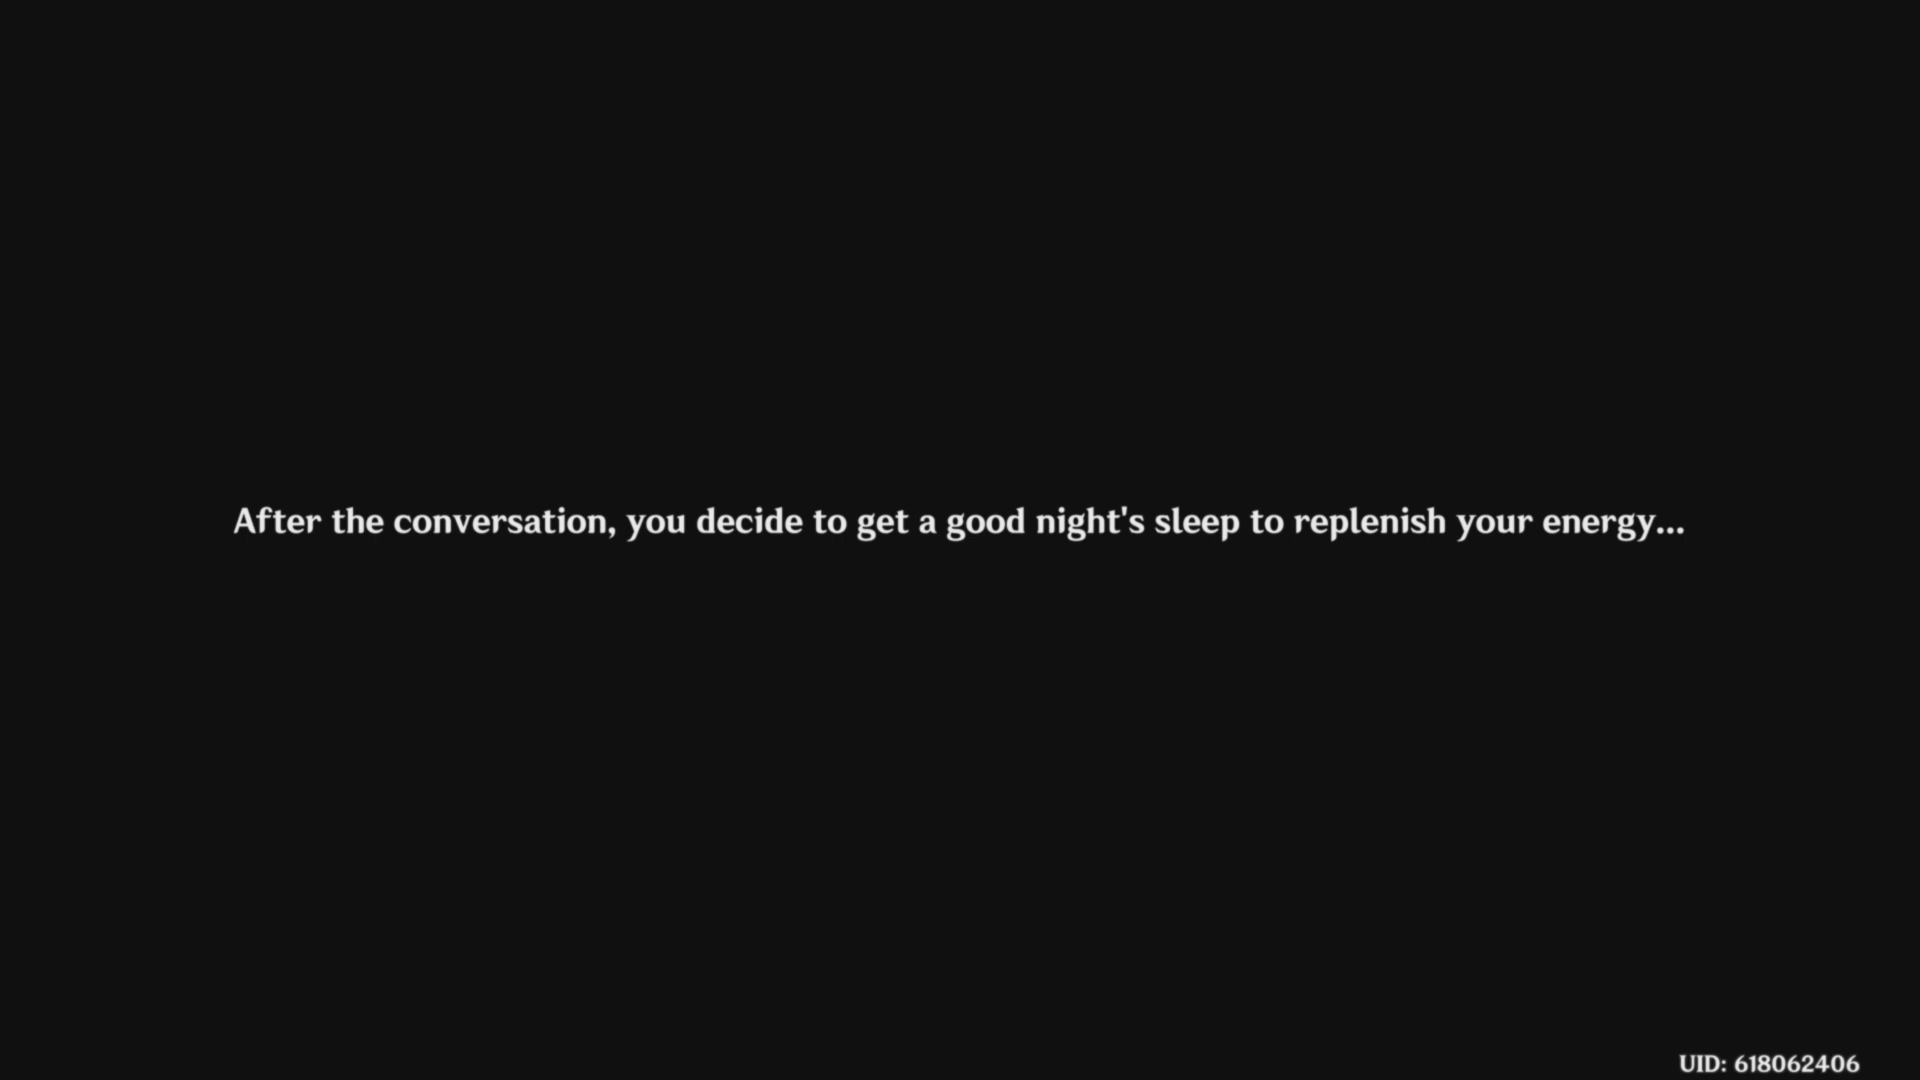 After the conversation, you decide to get a good night's sleep to replenish your energy...
UID: 618062406